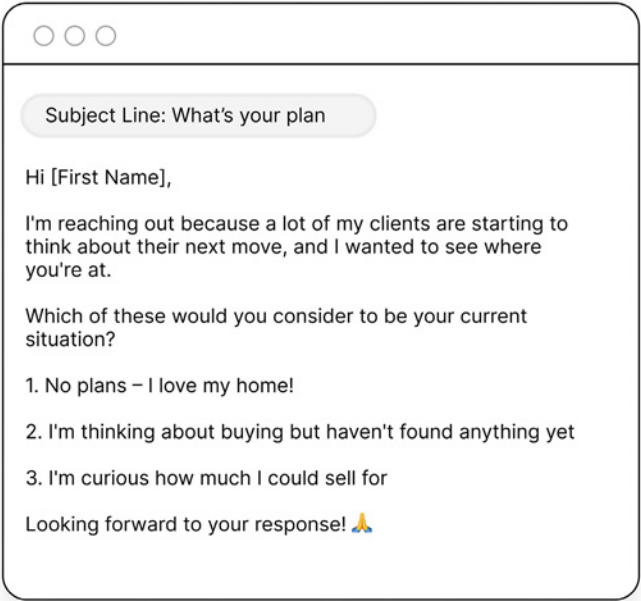 Subject Line: What’s your plan
Hi [First Name],
I'm reaching out because a lot of my clients are starting to
think about their next move, and I wanted to see where
you're at.
Which of these would you consider to be your current
situation?
1. No plans – I love my home!
2. I'm thinking about buying but haven't found anything yet
3. I'm curious how much I could sell for
Looking forward to your response! 🙏